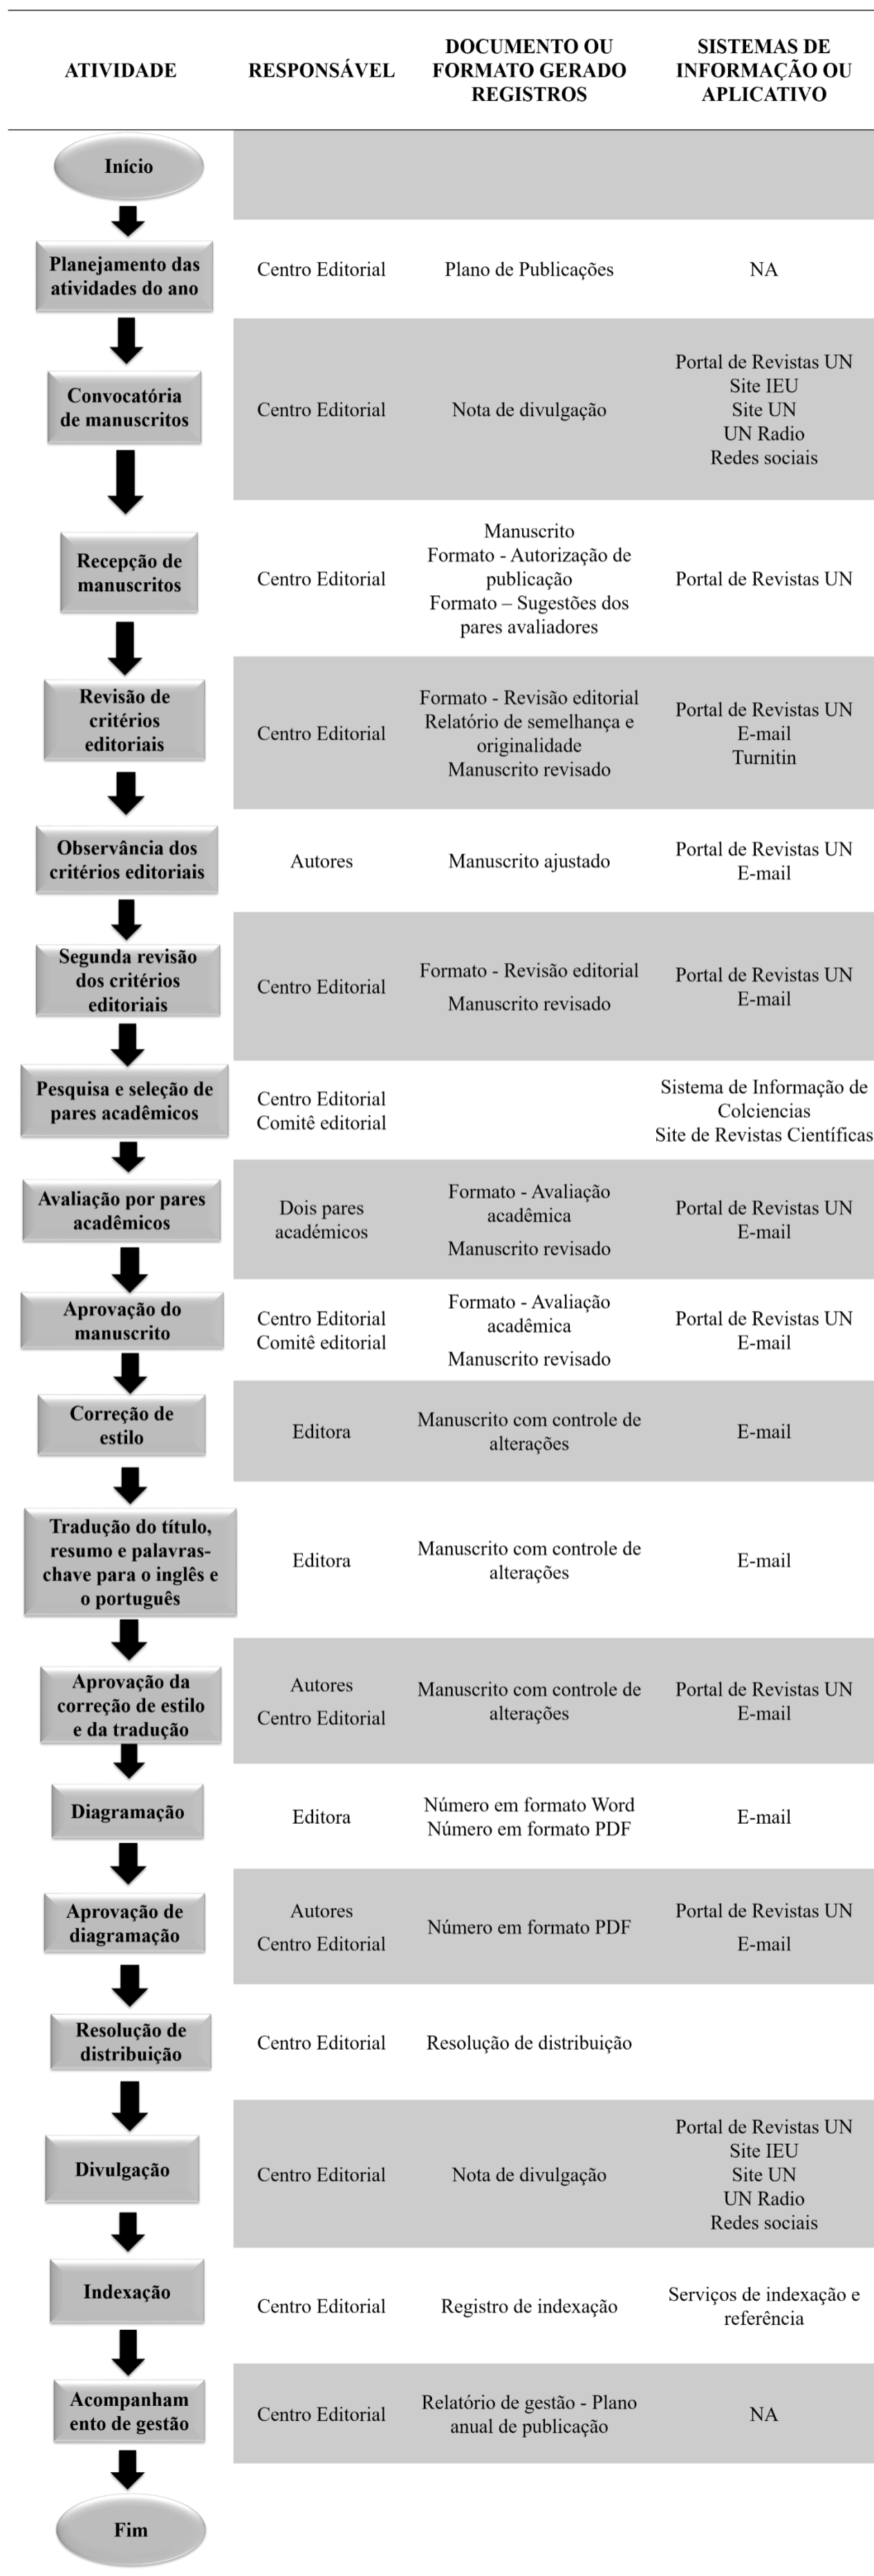 ATIVIDADE
RESPONSÁVEL
DOCUMENTO OU
FORMATO GERADO
REGISTROS
SISTEMAS DE
INFORMAÇÃO OU
APLICATIVO
Início
Planejamento das
atividades do ano
Centro Editorial
Plano de Publicações
NA
Convocatória
de manuscritos
Centro Editorial
Nota de divulgação
Portal de Revistas UN
Site IEU
Site UN
UN Radio
Redes sociais
Recepção de
manuscritos
Centro Editorial
Manuscrito
Formato - Autorização de
publicação
Formato – Sugestões dos
pares avaliadores
Portal de Revistas UN
Revisão de
critérios
editoriais
Centro Editorial
Formato - Revisão editorial
Relatório de semelhança e
originalidade
Manuscrito revisado
Portal de Revistas UN
E-mail
Turnitin
Observância dos
critérios editoriais
Autores
Manuscrito ajustado
Portal de Revistas UN
E-mail
Segunda revisão
dos critérios
editoriais
Centro Editorial
Formato - Revisão editorial
Manuscrito revisado
Portal de Revistas UN
E-mail
Pesquisa e seleção de
pares acadêmicos
Centro Editorial
Comitê editorial
Sistema de Informação de
Colciencias
Site de Revistas Científicas
Avaliação por pares
acadêmicos
Dois pares
académicos
Formato - Avaliação
acadêmica
Manuscrito revisado
Portal de Revistas UN
E-mail
Aprovação do
manuscrito
Centro Editorial
Comitê editorial
Formato - Avaliação
acadêmica
Manuscrito revisado
Portal de Revistas UN
E-mail
Correção de
estilo
Editora
Manuscrito com controle de
alterações
E-mail
Tradução do título,
resumo e palavras-
chave para o inglês e
o português
Editora
Manuscrito com controle de
alterações
E-mail
Aprovação da
correção de estilo
e da tradução
Autores
Centro Editorial
Manuscrito com controle de
alterações
Portal de Revistas UN
E-mail
Diagramação
Editora
Número em formato Word
Número em formato PDF
E-mail
Aprovação de
diagramação
Autores
Centro Editorial
Número em formato PDF
Portal de Revistas UN
E-mail
Resolução de
distribuição
Centro Editorial
Resolução de distribuição
Divulgação
Centro Editorial
Nota de divulgação
Portal de Revistas UN
Site IEU
Site UN
UN Radio
Redes sociais
Indexação
Centro Editorial
Registro de indexação
Serviços de indexação e
referência
Acompanham
ento de gestão
Centro Editorial
Relatório de gestão - Plano
anual de publicação
NA
Fim